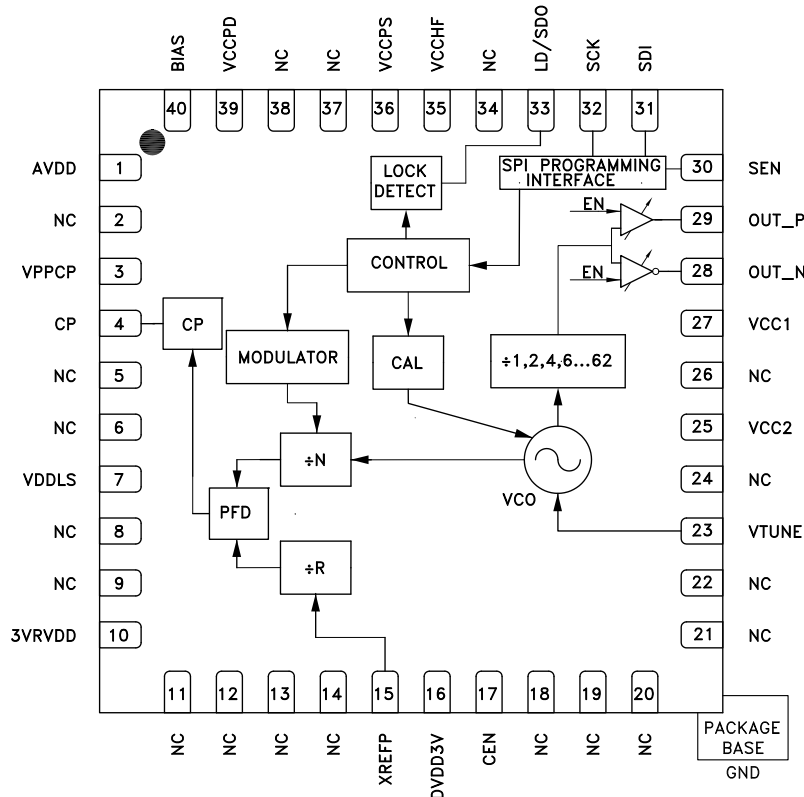 BIAS
VCCPD
NC
NC
VCCPS
VCCHF
NC
LD/SDO
SCK
SDI
40
39
38
37
36
35
34
33
32
31
AVDD
1
NC
2
VPPCP
3
CP
4
NC
5
NC
6
VDDLS
7
NC
8
NC
9
3VRVDD
10
LOCK
DETECT
SPI PROGRAMMING
INTERFACE
CONTROL
EN
EN
CP
MODULATOR
CAL
÷1,2,4,6...62
÷N
VCO
PFD
÷R
30
SEN
29
OUT_P
28
OUT_N
27
VCC1
26
NC
25
VCC2
24
NC
23
VTUNE
22
NC
21
NC
11
12
13
14
15
16
17
18
19
20
NC
NC
NC
NC
XREFP
DVDD3V
CEN
NC
NC
NC
PACKAGE
BASE
GND